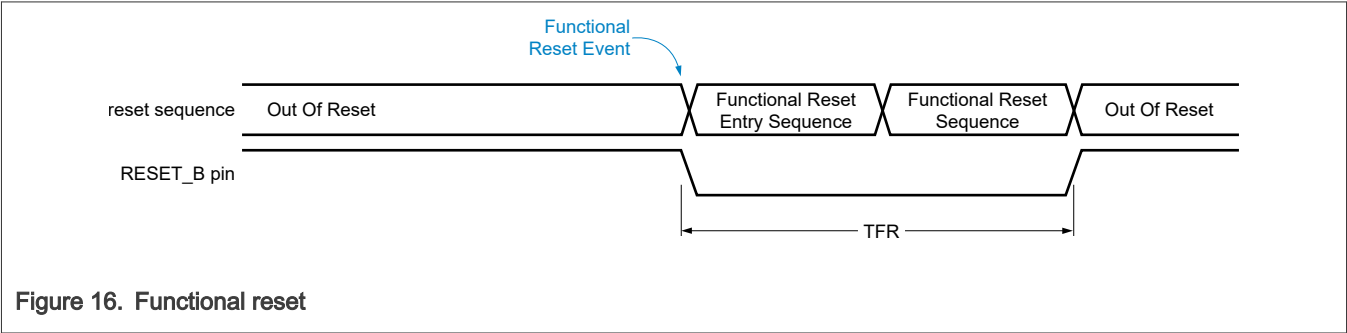 Functional
Reset Event
reset sequence
Out Of Reset
Functional Reset
Entry Sequence
Functional Reset
Sequence
Out Of Reset
RESET_B pin
TFR
Figure 16. Functional reset